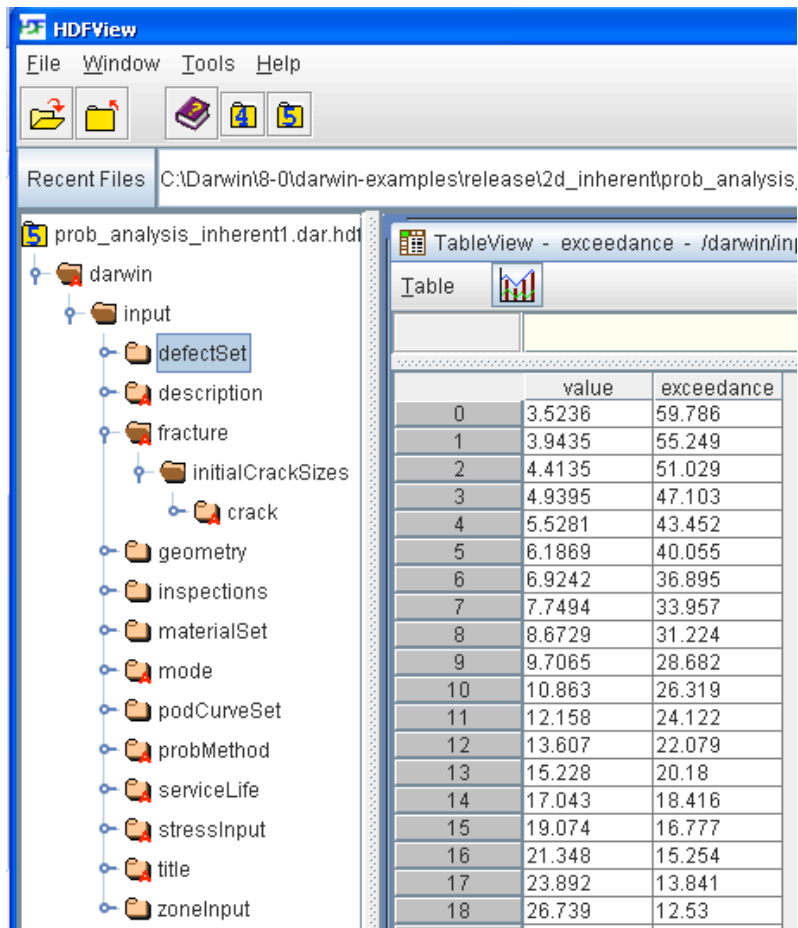 HDFView
File Window Tools Help
4 5
Recent Files C:\Darwin\8-0\darwin-examples\release\2d_inherent\prob_analysis_
5 prob_analysis_inherent1.dar.hdf
darwin
input
defectSet
description
fracture
initialCrackSizes
crack
geometry
inspections
materialSet
mode
podCurveSet
probMethod
serviceLife
stressInput
title
zoneInput
TableView - exceedance - /darwin/inp
Table
value exceedance
0 3.5236 59.786
1 3.9435 55.249
2 4.4135 51.029
3 4.9395 47.103
4 5.5281 43.452
5 6.1869 40.055
6 6.9242 36.895
7 7.7494 33.957
8 8.6729 31.224
9 9.7065 28.682
10 10.863 26.319
11 12.158 24.122
12 13.607 22.079
13 15.228 20.18
14 17.043 18.416
15 19.074 16.777
16 21.348 15.254
17 23.892 13.841
18 26.739 12.53